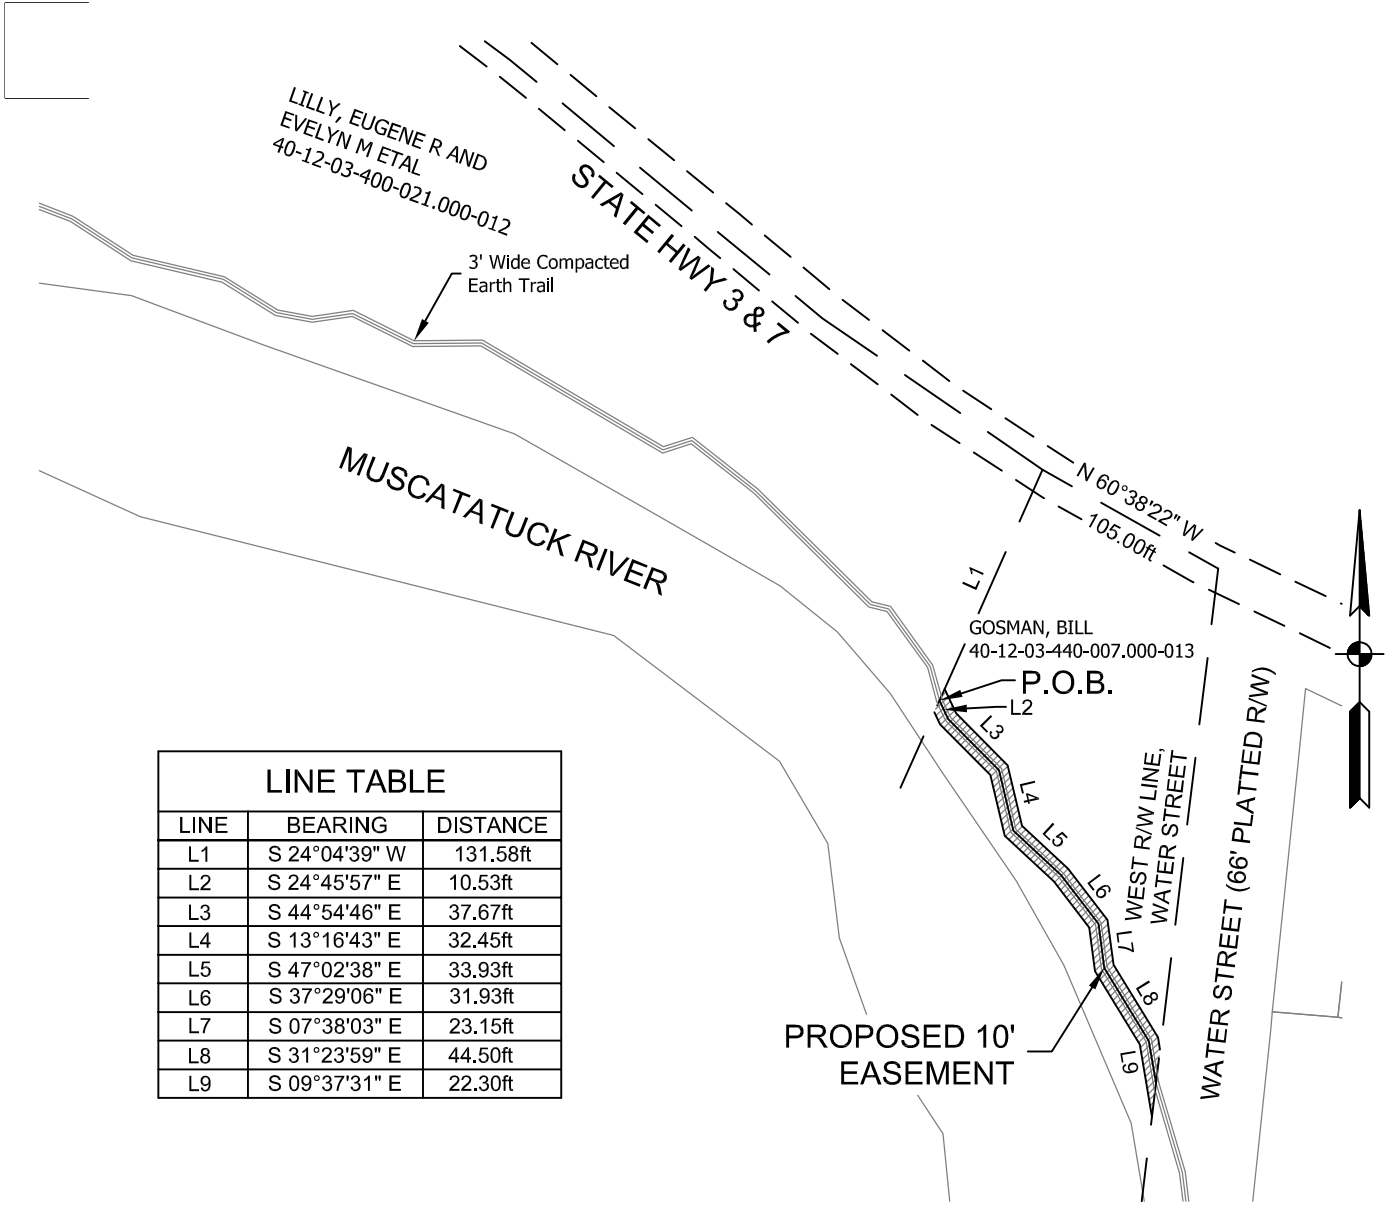 LILLY, EUGENE R AND
EVELYN M ETAL
40-12-03-400-021.000-012
STATE HWY 3 & 7
3' Wide Compacted
Earth Trail
MUSCATATUCK RIVER
N 60°38'22" W
105.00ft
L1
GOSMAN, BILL
40-12-03-440-007.000-013
P.O.B.
L2
L3
L4
L5
L6
L7
L8
L9
WEST R/W LINE,
WATER STREET
WATER STREET (66' PLATTED R/W)
PROPOSED 10'
EASEMENT
LINE TABLE
LINE BEARING DISTANCE
L1 S 24°04'39" W 131.58ft
L2 S 24°45'57" E 10.53ft
L3 S 44°54'46" E 37.67ft
L4 S 13°16'43" E 32.45ft
L5 S 47°02'38" E 33.93ft
L6 S 37°29'06" E 31.93ft
L7 S 07°38'03" E 23.15ft
L8 S 31°23'59" E 44.50ft
L9 S 09°37'31" E 22.30ft